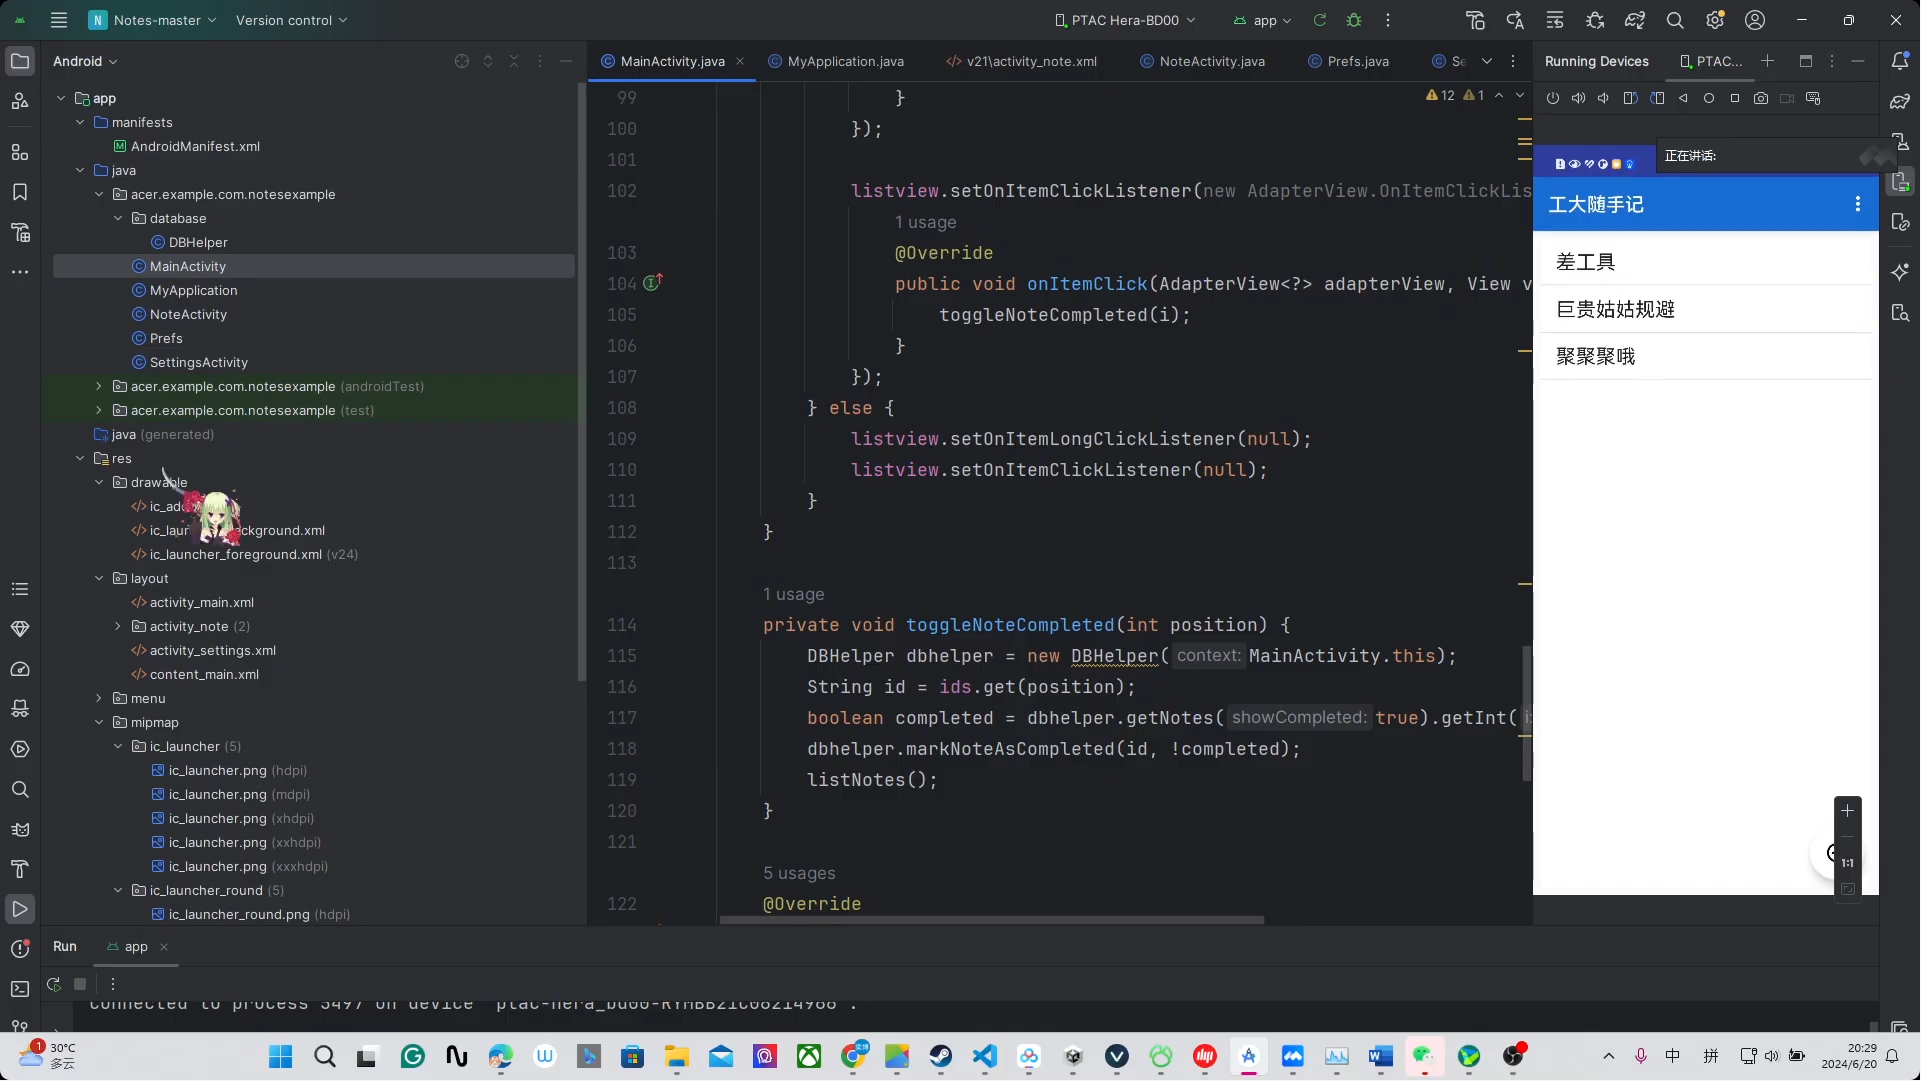 N Notes-master Version control PTAC Hera-BD00 app
Android
MainActivity.java MyApplication.java v21\activity_note.xml NoteActivity.java Prefs.java Se
Running Devices PTAC...
app
manifests
AndroidManifest.xml
java
acer.example.com.notesexample
database
DBHelper
MainActivity
MyApplication
NoteActivity
Prefs
SettingsActivity
acer.example.com.notesexample (androidTest)
acer.example.com.notesexample (test)
java (generated)
res
drawable
ic_ad
ic_laun ckground.xml
ic_launcher_foreground.xml (v24)
layout
activity_main.xml
activity_note (2)
activity_settings.xml
content_main.xml
menu
mipmap
ic_launcher (5)
ic_launcher.png (hdpi)
ic_launcher.png (mdpi)
ic_launcher.png (xhdpi)
ic_launcher.png (xxhdpi)
ic_launcher.png (xxxhdpi)
ic_launcher_round (5)
ic_launcher_round.png (hdpi)
12 1
99 }
100 });
101
102 listview.setOnItemClickListener(new AdapterView.OnItemClickLis
1 usage
103 @Override
104 public void onItemClick(AdapterView<?> adapterView, View v
105 toggleNoteCompleted(i);
106 }
107 });
108 } else {
109 listview.setOnItemLongClickListener(null);
110 listview.setOnItemClickListener(null);
111 }
112 }
113
1 usage
114 private void toggleNoteCompleted(int position) {
115 DBHelper dbhelper = new DBHelper( context: MainActivity.this);
116 String id = ids.get(position);
117 boolean completed = dbhelper.getNotes( showCompleted: true).getInt( i:
118 dbhelper.markNoteAsCompleted(id, !completed);
119 listNotes();
120 }
121
5 usages
122 @Override
正在讲话:
工大随手记
差工具
巨贵姑姑规避
聚聚聚哦
1:1
Run app
connected to process 5497 on device
30°C
多云
1
中 拼
20:29
2024/6/20